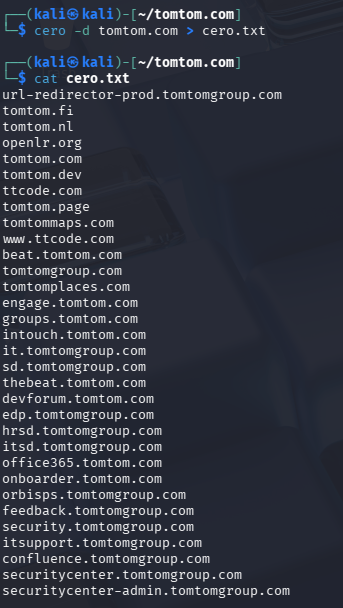 ┌──(kali㉿kali)-[~/tomtom.com]
└─$ cero -d tomtom.com > cero.txt
┌──(kali㉿kali)-[~/tomtom.com]
└─$ cat cero.txt
url-redirector-prod.tomtomgroup.com
tomtom.fi
tomtom.nl
openlr.org
tomtom.com
tomtom.dev
ttcode.com
tomtom.page
tomtommaps.com
www.ttcode.com
beat.tomtom.com
tomtomgroup.com
tomtomplaces.com
engage.tomtom.com
groups.tomtom.com
intouch.tomtom.com
it.tomtomgroup.com
sd.tomtomgroup.com
thebeat.tomtom.com
devforum.tomtom.com
edp.tomtomgroup.com
hrsd.tomtomgroup.com
itsd.tomtomgroup.com
office365.tomtom.com
onboarder.tomtom.com
orbisps.tomtomgroup.com
feedback.tomtomgroup.com
security.tomtomgroup.com
itsupport.tomtomgroup.com
confluence.tomtomgroup.com
securitycenter.tomtomgroup.com
securitycenter-admin.tomtomgroup.com